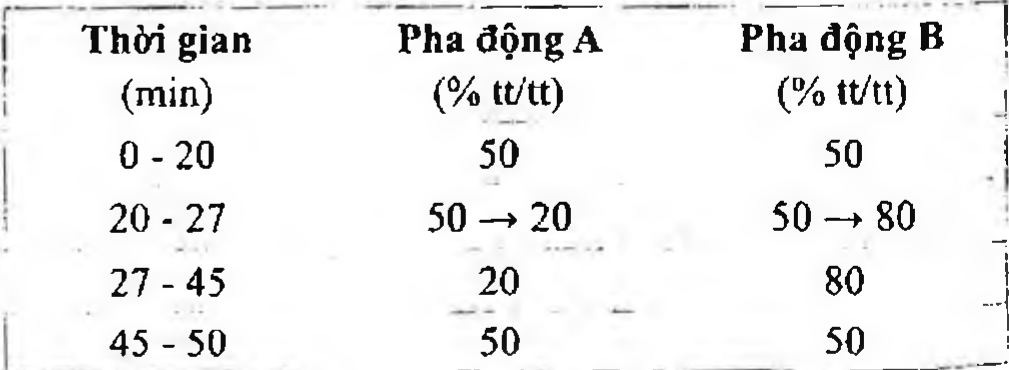 Thời gian Pha động A Pha động B
(min) (% tt/tt) (% tt/tt)
0 - 20 50 50
20 - 27 50 → 20 50 → 80
27 - 45 20 80
45 - 50 50 50